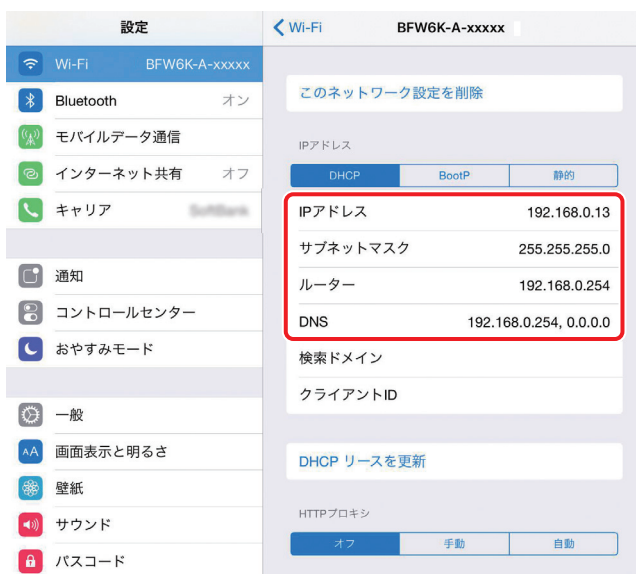 設定
Wi-Fi BFW6K-A-xxxxx
Bluetooth オン
モバイルデータ通信
インターネット共有 オフ
キャリア
通知
コントロールセンター
おやすみモード
一般
AA 画面表示と明るさ
壁紙
サウンド
パスコード
Wi-Fi BFW6K-A-xxxxx
このネットワーク設定を削除
IPアドレス
DHCP BootP 静的
IPアドレス 192.168.0.13
サブネットマスク 255.255.255.0
ルーター 192.168.0.254
DNS 192.168.0.254, 0.0.0.0
検索ドメイン
クライアントID
DHCP リースを更新
HTTPプロキシ
オフ 手動 自動